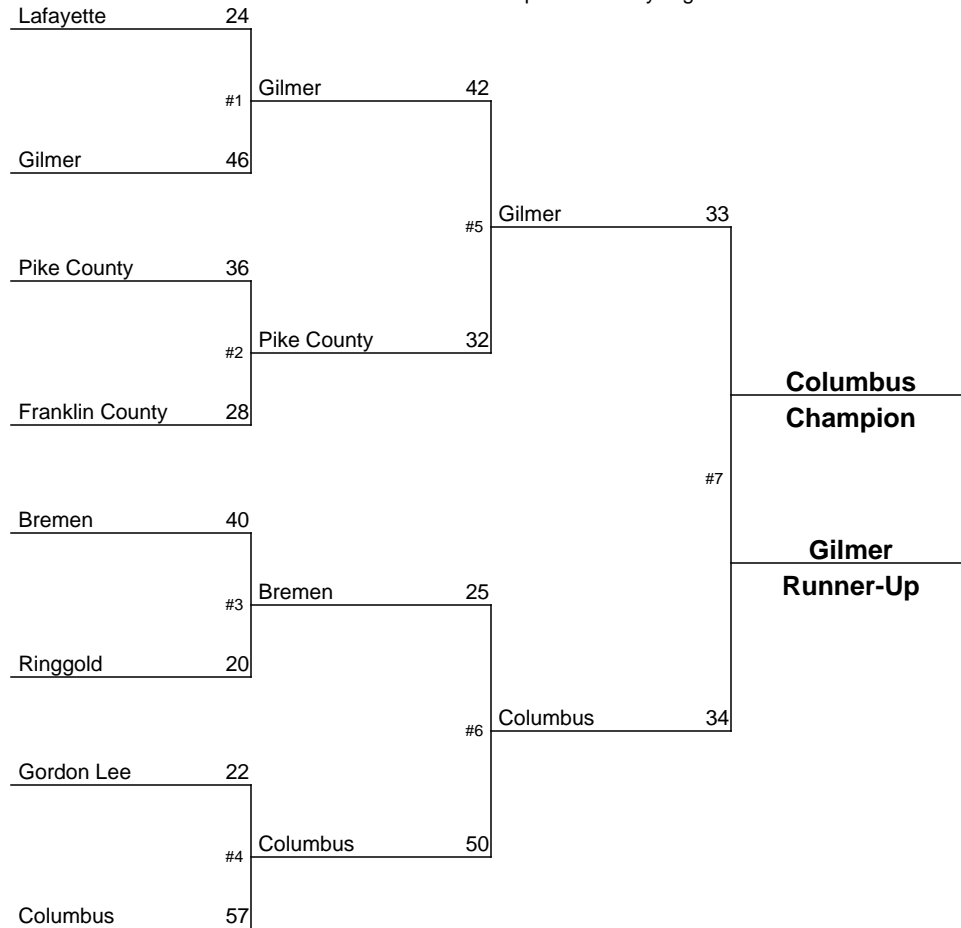 Lafayette 24
#1 Gilmer 42
Gilmer 46
#5 Gilmer 33
Pike County 36
#2 Pike County 32
Franklin County 28
Columbus
Champion
#7
Bremen 40
Gilmer
Runner-Up
#3 Bremen 25
Ringgold 20
#6 Columbus 34
Gordon Lee 22
#4 Columbus 50
Columbus 57